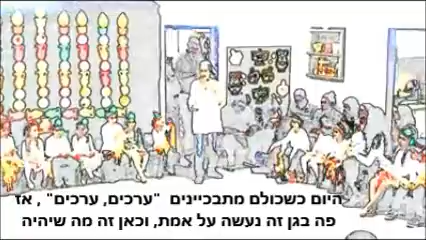 היום כשכולם מתבכיינים "ערכים, ערכים" , אז
פה בגן זה נעשה על אמת, וכאן זה מה שיהיה